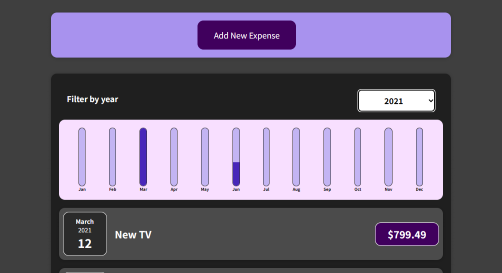 Add New Expense
Filter by year
2021
Jan Feb Mar Apr May Jun Jul Aug Sep Oct Nov Dec
March
2021
12
New TV
$799.49